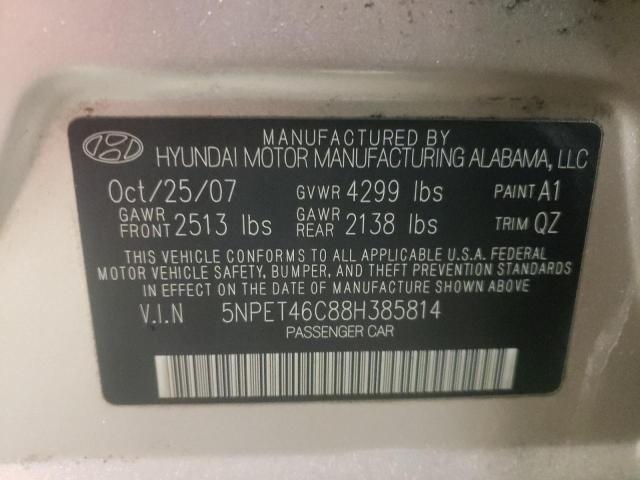 MANUFACTURED BY
HYUNDAI MOTOR MANUFACTURING ALABAMA, LLC
Oct/25/07 GVWR 4299 lbs PAINT A1
GAWR FRONT 2513 lbs GAWR REAR 2138 lbs TRIM QZ
THIS VEHICLE CONFORMS TO ALL APPLICABLE U.S.A. FEDERAL
MOTOR VEHICLE SAFETY, BUMPER, AND THEFT PREVENTION STANDARDS
IN EFFECT ON THE DATE OF MANUFACTURE SHOWN ABOVE.
V.I.N 5NPET46C88H385814
PASSENGER CAR